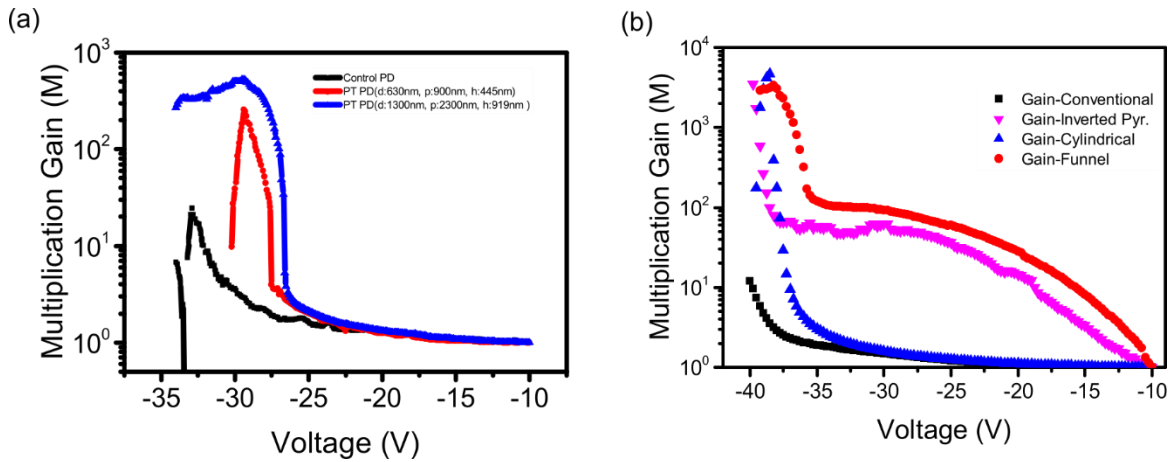 (a)
Multiplication Gain (M)
10³
10²
10¹
10⁰
Control PD
PT PD(d:630nm, p:900nm, h:445nm)
PT PD(d:1300nm, p:2300nm, h:919nm )
-35 -30 -25 -20 -15 -10
Voltage (V)
(b)
Multiplication Gain (M)
10⁴
10³
10²
10¹
10⁰
Gain-Conventional
Gain-Inverted Pyr.
Gain-Cylindrical
Gain-Funnel
-40 -35 -30 -25 -20 -15 -10
Voltage (V)